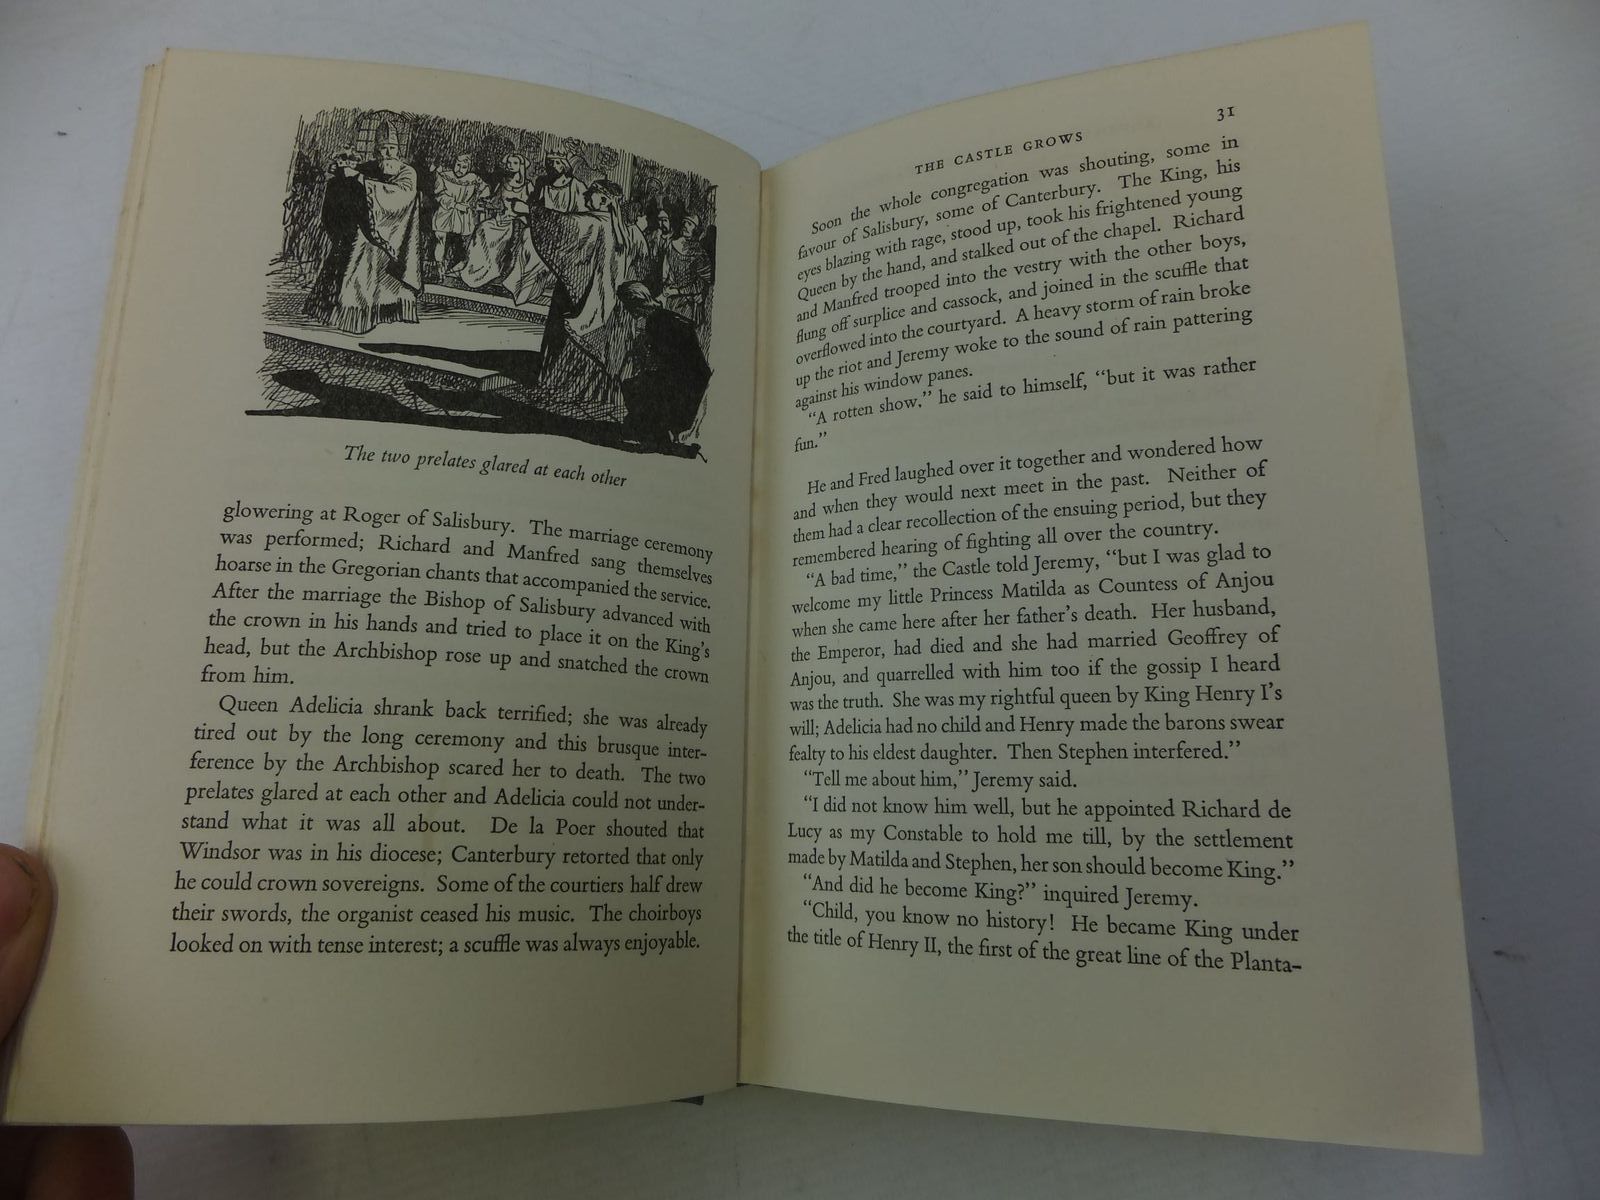 The two prelates glared at each other
glowering at Roger of Salisbury. The marriage ceremony
was performed; Richard and Manfred sang themselves
hoarse in the Gregorian chants that accompanied the service.
After the marriage the Bishop of Salisbury advanced with
the crown in his hands and tried to place it on the King's
head, but the Archbishop rose up and snatched the crown
from him.
Queen Adelicia shrank back terrified; she was already
tired out by the long ceremony and this brusque inter-
ference by the Archbishop scared her to death. The two
prelates glared at each other and Adelicia could not under-
stand what it was all about. De la Poer shouted that
Windsor was in his diocese; Canterbury retorted that only
he could crown sovereigns. Some of the courtiers half drew
their swords, the organist ceased his music. The choirboys
looked on with tense interest; a scuffle was always enjoyable.
THE CASTLE GROWS 31
Soon the whole congregation was shouting, some in
favour of Salisbury, some of Canterbury. The King, his
eyes blazing with rage, stood up, took his frightened young
Queen by the hand, and stalked out of the chapel. Richard
and Manfred trooped into the vestry with the other boys,
flung off surplice and cassock, and joined in the scuffle that
overflowed into the courtyard. A heavy storm of rain broke
up the riot and Jeremy woke to the sound of rain pattering
against his window panes.
"A rotten show," he said to himself, "but it was rather
fun."
He and Fred laughed over it together and wondered how
and when they would next meet in the past. Neither of
them had a clear recollection of the ensuing period, but they
remembered hearing of fighting all over the country.
"A bad time," the Castle told Jeremy, "but I was glad to
welcome my little Princess Matilda as Countess of Anjou
when she came here after her father's death. Her husband,
the Emperor, had died and she had married Geoffrey of
Anjou, and quarrelled with him too if the gossip I heard
was the truth. She was my rightful queen by King Henry I's
will; Adelicia had no child and Henry made the barons swear
fealty to his eldest daughter. Then Stephen interfered."
"Tell me about him," Jeremy said.
"I did not know him well, but he appointed Richard de
Lucy as my Constable to hold me till, by the settlement
made by Matilda and Stephen, her son should become King."
"And did he become King?" inquired Jeremy.
"Child, you know no history! He became King under
the title of Henry II, the first of the great line of the Planta-